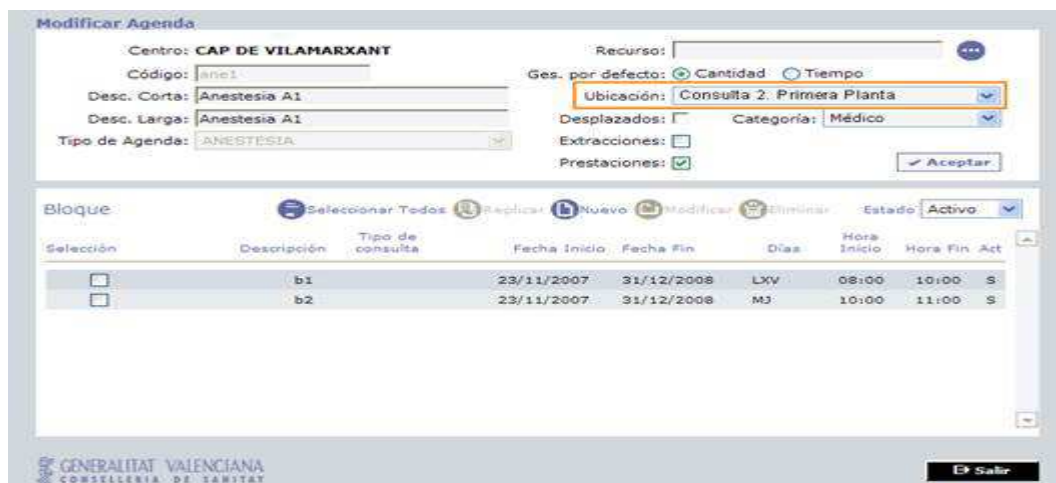 Modificar Agenda
Centro: CAP DE VILAMARXANT
Recurso:
Código: ane1
Ges. por defecto: Cantidad Tiempo
Desc. Corta: Anestesia A1
Ubicación: Consulta 2. Primera Planta
Desc. Larga: Anestesia A1
Desplazados: Categoría: Médico
Tipo de Agenda: ANESTESIA
Extracciones:
Prestaciones:
Aceptar
Bloque
Seleccionar Todos Replicar Nuevo Modificar Eliminar Estado Activo
Selección Descripción Tipo de consulta Fecha Inicio Fecha Fin Días Hora Inicio Hora Fin Act
b1 23/11/2007 31/12/2008 LXV 08:00 10:00 S
b2 23/11/2007 31/12/2008 MJ 10:00 11:00 S
GENERALITAT VALENCIANA
CONSELLERIA DE SANITAT
Salir